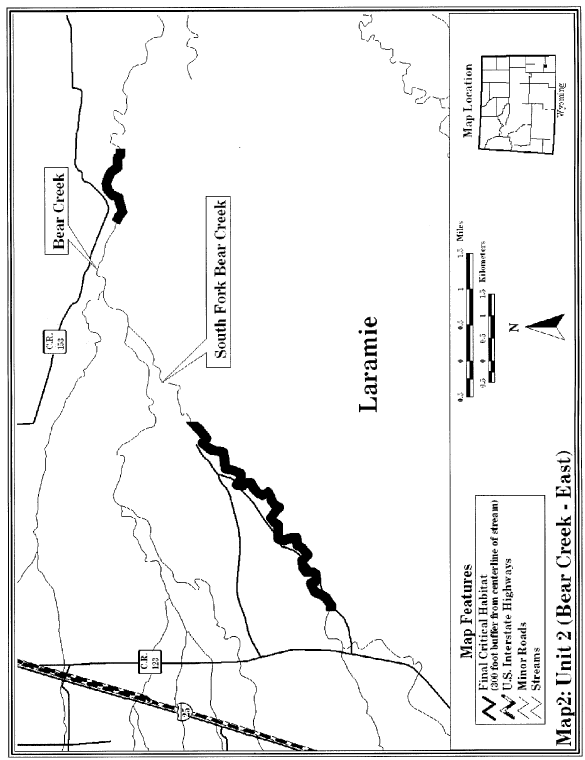 Bear Creek
C.R.
153
South Fork Bear Creek
C.R.
123
Laramie
Map Features
Final Critical Habitat
(300 foot buffer from centerline of stream)
U.S. Interstate Highways
Minor Roads
Streams
0.5 0 0.5 1 1.5 Miles
0.5 0 0.5 1 1.5 Kilometers
N
Map Location
Wyoming
Map2: Unit 2 (Bear Creek - East)